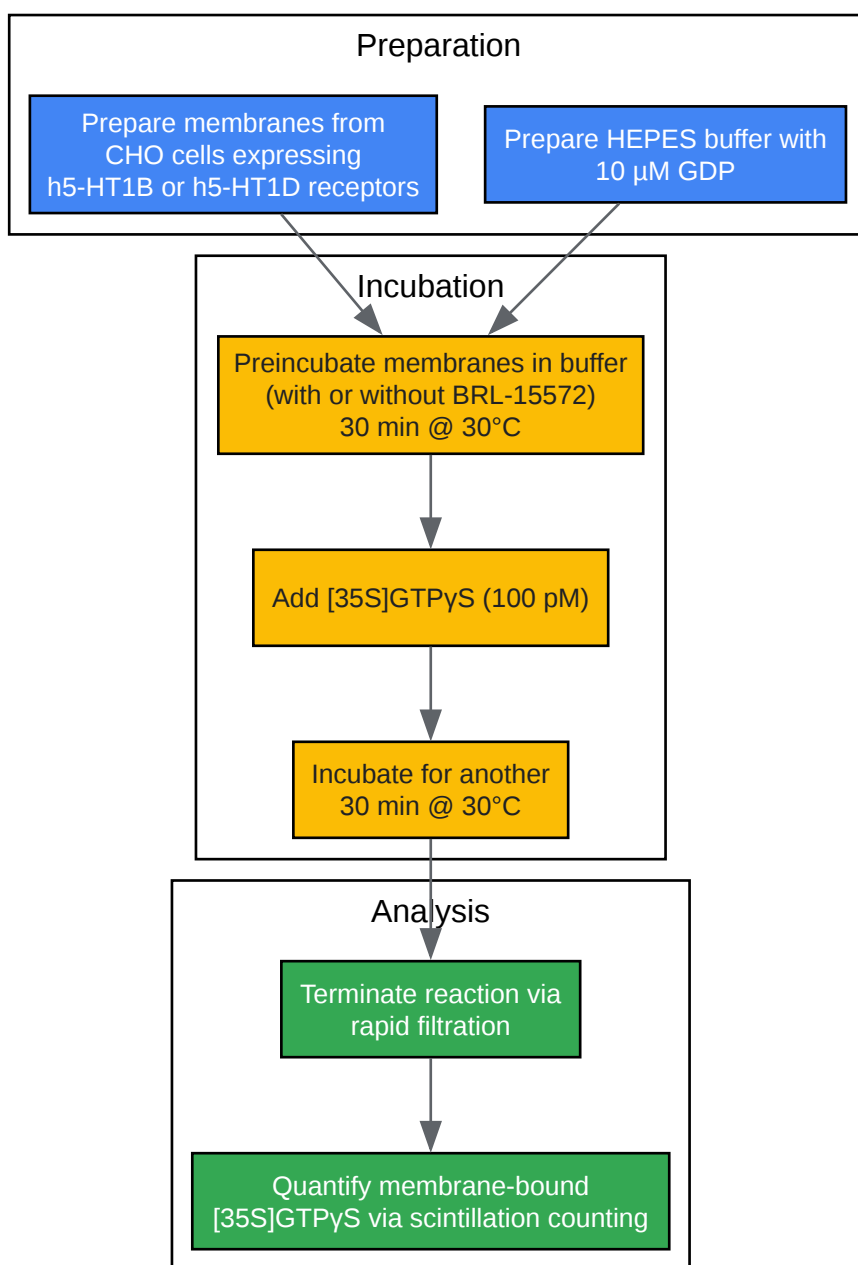 Preparation
Prepare membranes from
CHO cells expressing
h5-HT1B or h5-HT1D receptors
Prepare HEPES buffer with
10 µM GDP
Incubation
Preincubate membranes in buffer
(with or without BRL-15572)
30 min @ 30°C
Add [35S]GTPγS (100 pM)
Incubate for another
30 min @ 30°C
Analysis
Terminate reaction via
rapid filtration
Quantify membrane-bound
[35S]GTPγS via scintillation counting